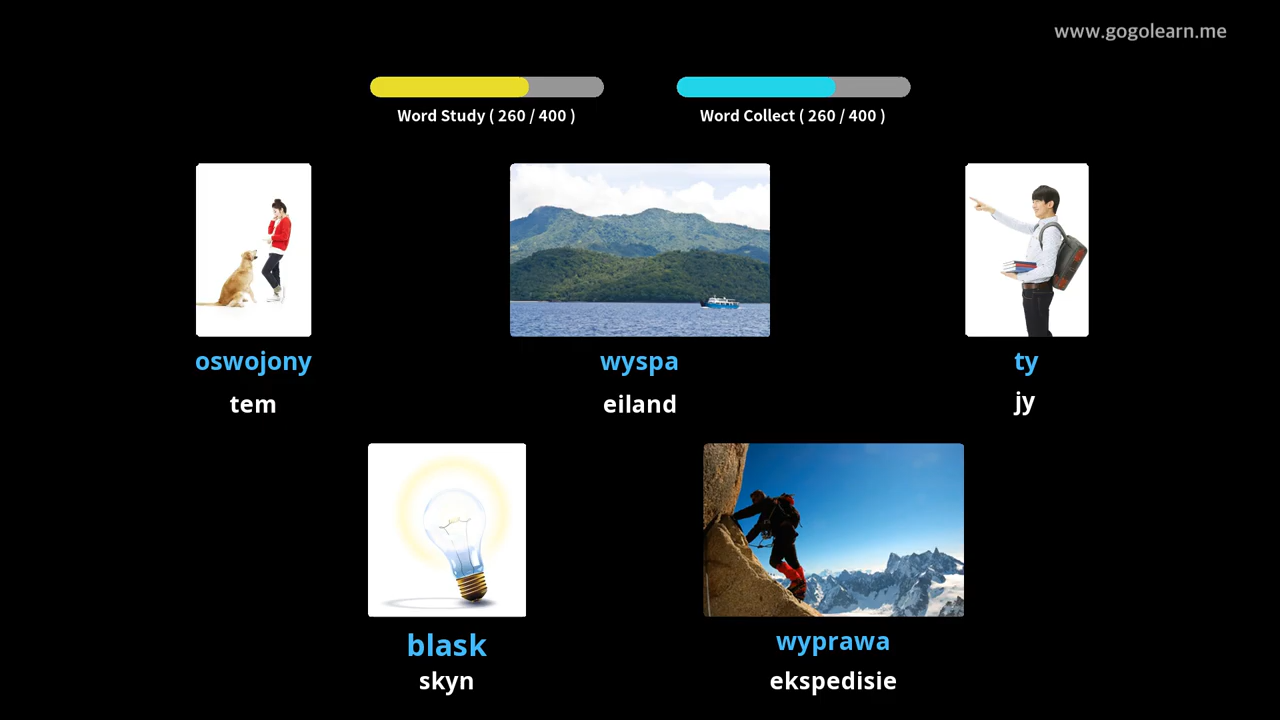 www.gogolearn.me
Word Study ( 260 / 400 )
Word Collect ( 260 / 400 )
oswojony
tem
wyspa
eiland
ty
jy
blask
skyn
wyprawa
ekspedisie